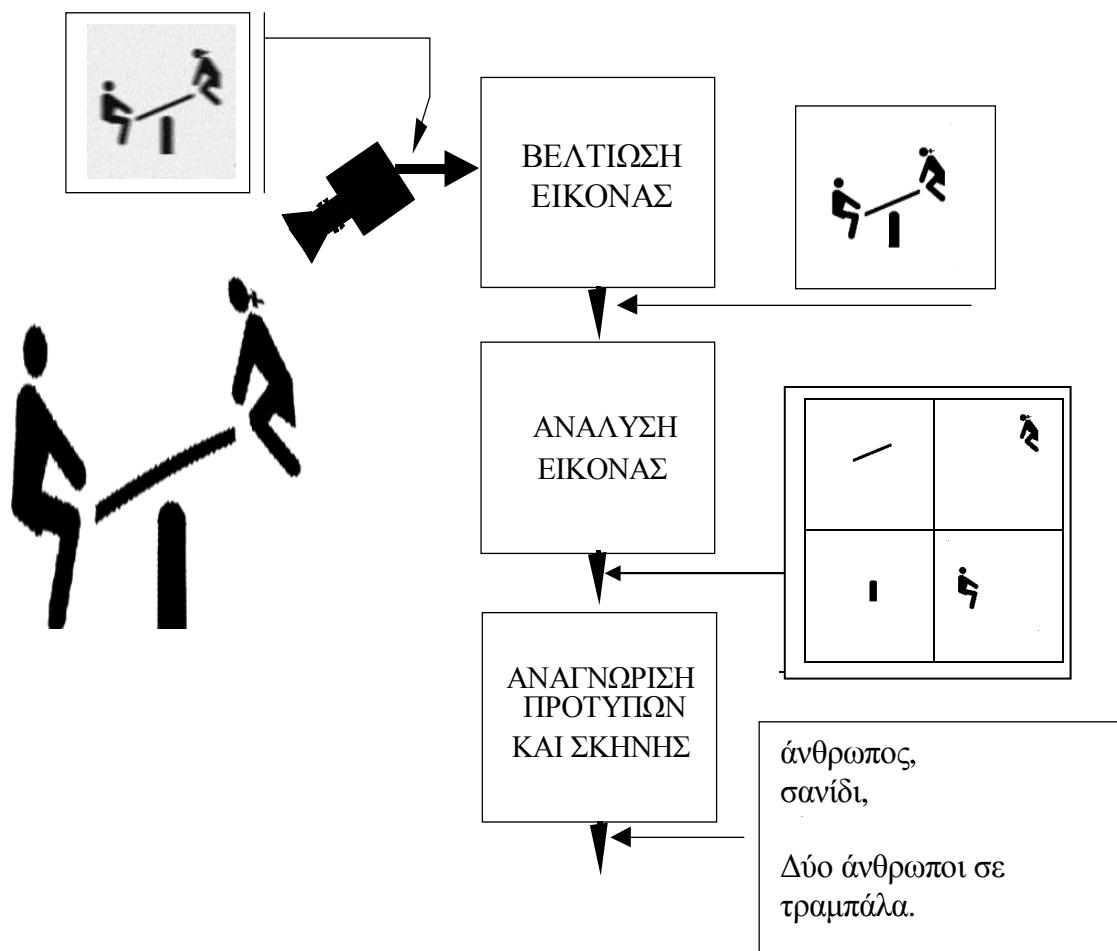 ΒΕΛΤΙΩΣΗ
ΕΙΚΟΝΑΣ
ΑΝΑΛΥΣΗ
ΕΙΚΟΝΑΣ
ΑΝΑΓΝΩΡΙΣΗ
ΠΡΟΤΥΠΩΝ
ΚΑΙ ΣΚΗΝΗΣ
άνθρωπος,
σανίδι,
Δύο άνθρωποι σε
τραμπάλα.